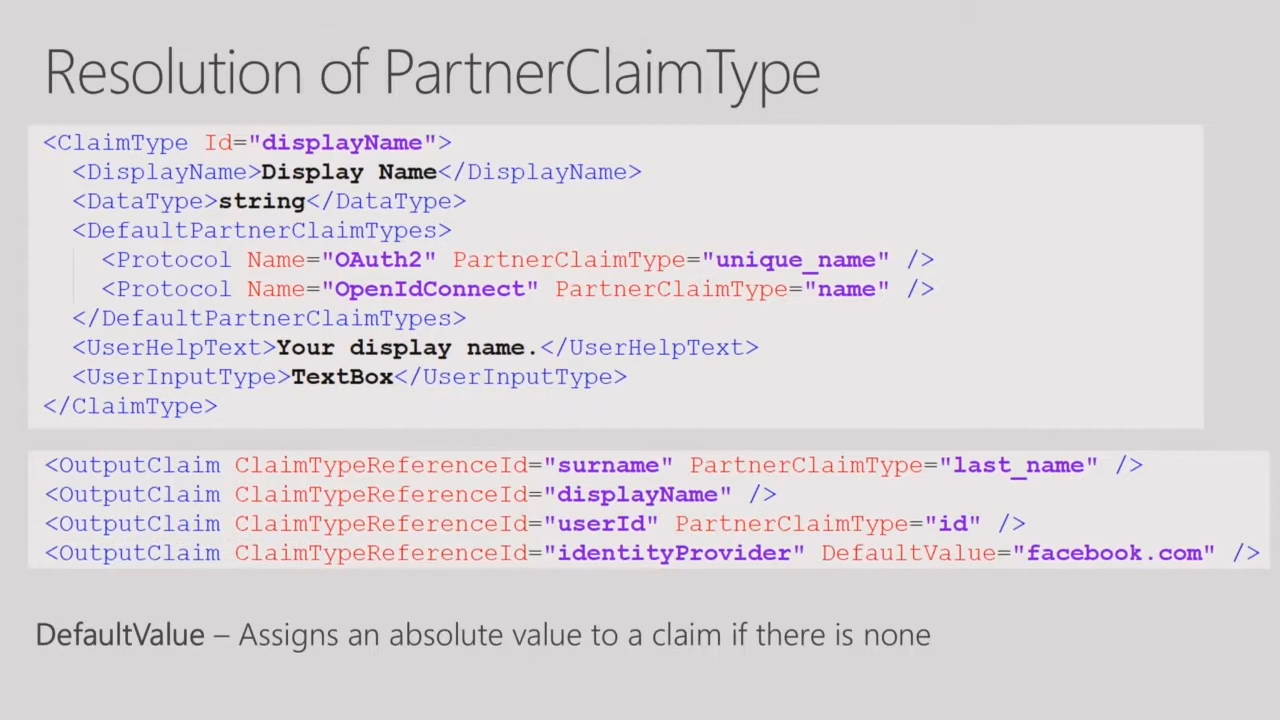 Resolution of PartnerClaimType
<ClaimType Id="displayName">
<DisplayName>Display Name</DisplayName>
<DataType>string</DataType>
<DefaultPartnerClaimTypes>
<Protocol Name="OAuth2" PartnerClaimType="unique_name" />
<Protocol Name="OpenIdConnect" PartnerClaimType="name" />
</DefaultPartnerClaimTypes>
<UserHelpText>Your display name.</UserHelpText>
<UserInputType>TextBox</UserInputType>
</ClaimType>
<OutputClaim ClaimTypeReferenceId="surname" PartnerClaimType="last_name" />
<OutputClaim ClaimTypeReferenceId="displayName" />
<OutputClaim ClaimTypeReferenceId="userId" PartnerClaimType="id" />
<OutputClaim ClaimTypeReferenceId="identityProvider" DefaultValue="facebook.com" />
DefaultValue – Assigns an absolute value to a claim if there is none